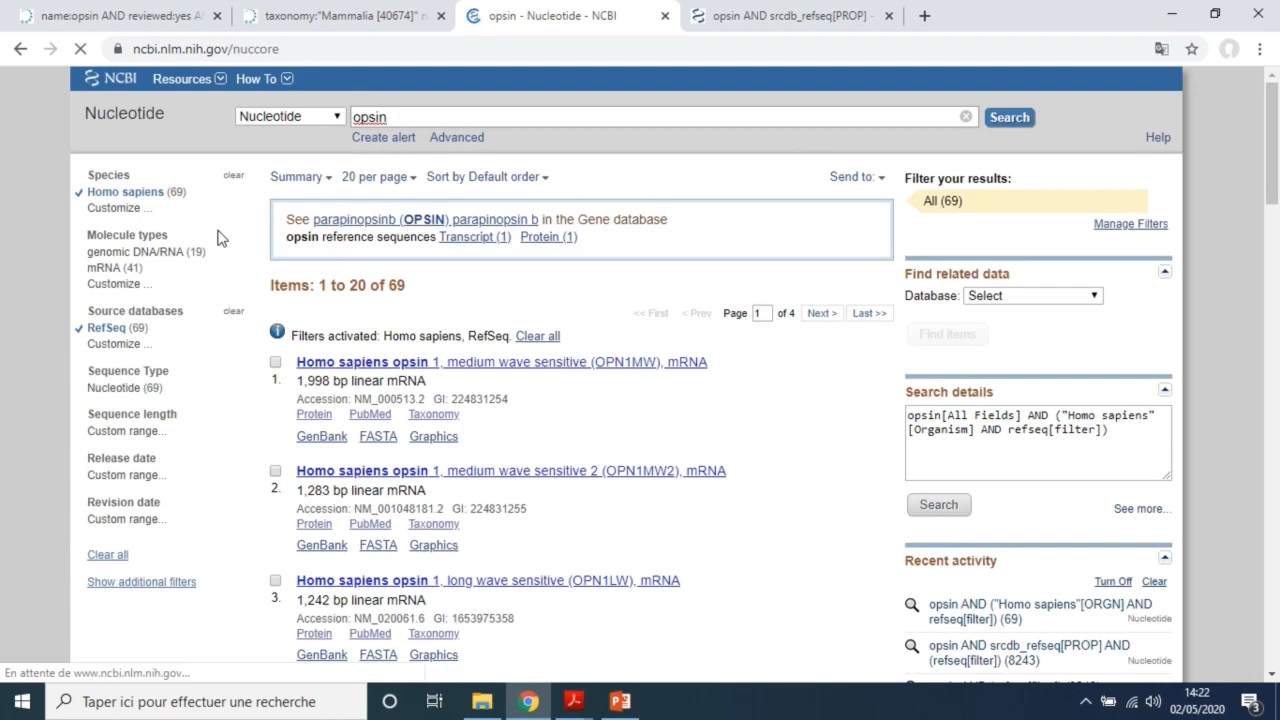 name:opsin AND reviewed:yes AI
taxonomy:"Mammalia [40674]"
opsin - Nucleotide - NCBI
opsin AND srcdb_refseq[PROP] -
ncbi.nlm.nih.gov/nuccore
NCBI Resources How To
Nucleotide
Nucleotide
opsin
Search
Create alert Advanced
Help
Species
clear
Homo sapiens (69)
Customize ...
Molecule types
genomic DNA/RNA (19)
mRNA (41)
Customize ...
Source databases
clear
RefSeq (69)
Customize ...
Sequence Type
Nucleotide (69)
Sequence length
Custom range...
Release date
Custom range...
Revision date
Custom range...
Clear all
Show additional filters
Summary 20 per page Sort by Default order
Send to:
See parapinopsinb (OPSIN) parapinopsin b in the Gene database
opsin reference sequences Transcript (1) Protein (1)
Items: 1 to 20 of 69
<< First < Prev Page 1 of 4 Next > Last >>
Filters activated: Homo sapiens, RefSeq. Clear all
Homo sapiens opsin 1, medium wave sensitive (OPN1MW), mRNA
1. 1,998 bp linear mRNA
Accession: NM_000513.2 GI: 224831254
Protein PubMed Taxonomy
GenBank FASTA Graphics
Homo sapiens opsin 1, medium wave sensitive 2 (OPN1MW2), mRNA
2. 1,283 bp linear mRNA
Accession: NM_001048181.2 GI: 224831255
Protein PubMed Taxonomy
GenBank FASTA Graphics
Homo sapiens opsin 1, long wave sensitive (OPN1LW), mRNA
3. 1,242 bp linear mRNA
Accession: NM_020061.6 GI: 1653975358
Protein PubMed Taxonomy
GenBank FASTA Graphics
Filter your results:
All (69)
Manage Filters
Find related data
Database: Select
Find items
Search details
opsin[All Fields] AND ("Homo sapiens"
[Organism] AND refseq[filter])
Search
See more...
Recent activity
Turn Off Clear
opsin AND ("Homo sapiens"[ORGN] AND
refseq[filter]) (69)
Nucleotide
opsin AND srcdb_refseq[PROP] AND
(refseq[filter]) (8243)
Nucleotide
En attente de www.ncbi.nlm.nih.gov...
Taper ici pour effectuer une recherche
14:22
02/05/2020
3